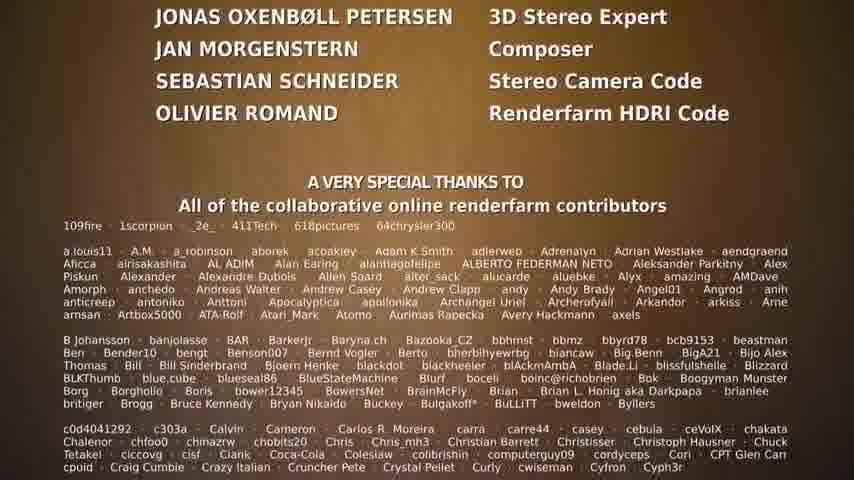 JONAS OXENBØLL PETERSEN 3D Stereo Expert
JAN MORGENSTERN Composer
SEBASTIAN SCHNEIDER Stereo Camera Code
OLIVIER ROMAND Renderfarm HDRI Code
A VERY SPECIAL THANKS TO
All of the collaborative online renderfarm contributors
109fire · 1scorpion · _2e_ · 411Tech · 618pictures · 64chrysler300
a.louis11 · A.M. · a_robinson · aborek · acoakley · Adam K Smith · adlerweb · Adrenalyn · Adrian Westlake · aendgraend
Aficca · airisakashita · AL ADIM · Alan Earing · alantiagofelipe · ALBERTO FEDERMAN NETO · Aleksander Parkitny · Alex
Piskun · Alexander · Alexandre Dubois · Allen Soard · alter_sack · alucarde · aluebke · Alyx · amazing · AMDave ·
Amorph · anchedo · Andreas Walter · Andrew Casey · Andrew Clapp · andy · Andy Brady · Angel01 · Angrod · anih
anticreep · antoniko · Anttoni · Apocalyptica · apollonika · Archangel Uriel · Archerofyail · Arkandor · arkiss · Arne
arnsan · Artbox5000 · ATA-Rolf · Atari_Mark · Atomo · Aurimas Rapecka · Avery Hackmann · axels
B Johansson · banjolasse · BAR · BarkerJr · Baryna.ch · Bazooka_CZ · bbhmst · bbmz · bbyrd78 · bcb9153 · beastman
Ben · Bender10 · bengt · Benson007 · Bernd Vogler · Berto · bherbihyewrbg · biancaw · Big.Benn · BigA21 · Bijo Alex
Thomas · Bill · Bill Sinderbrand · Bjoern Henke · blackdot · blackheeler · blAckmAmbA · Blade.Li · blissfulshelle · Blizzard
BLKThumb · blue.cube · blueseal86 · BlueStateMachine · Blurf · boceli · boinc@richobrien · Bok · Boogyman Munster
Borg · Borgholio · Boris · bower12345 · BowersNet · BrainMcFly · Brian · Brian L. Honig aka Darkpapa · brianlee
britiger · Brogg · Bruce Kennedy · Bryan Nikaido · Buckey · Bulgakoff* · BuLLiTT · bweldon · Byllers
c0d4041292 · c303a · Calvin · Cameron · Carlos R. Moreira · carra · carre44 · casey · cebula · ceVoIX · chakata
Chalenor · chfoo0 · chmazrw · chobits20 · Chris · Chris_mh3 · Christian Barrett · Christisser · Christoph Hausner · Chuck
Tetakel · ciccovg · cisf · Clank · Coca-Cola · Colesiaw · colibrishin · computerguy09 · cordyceps · Cori · CPT Glen Carr
cpuid · Craig Cumbie · Crazy Italian · Cruncher Pete · Crystal Pellet · Curly · cwiseman · Cyfron · Cyph3r